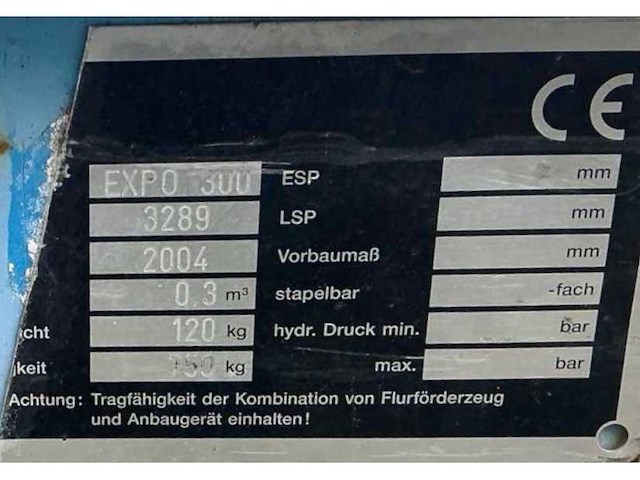 CE
EXPO 300 ESP mm
3289 LSP mm
2004 Vorbaumaß mm
0,3 m³ stapelbar -fach
cht 120 kg hydr. Druck min. bar
keit 750 kg max. bar
Achtung: Tragfähigkeit der Kombination von Flurförderzeug
und Anbaugerät einhalten!